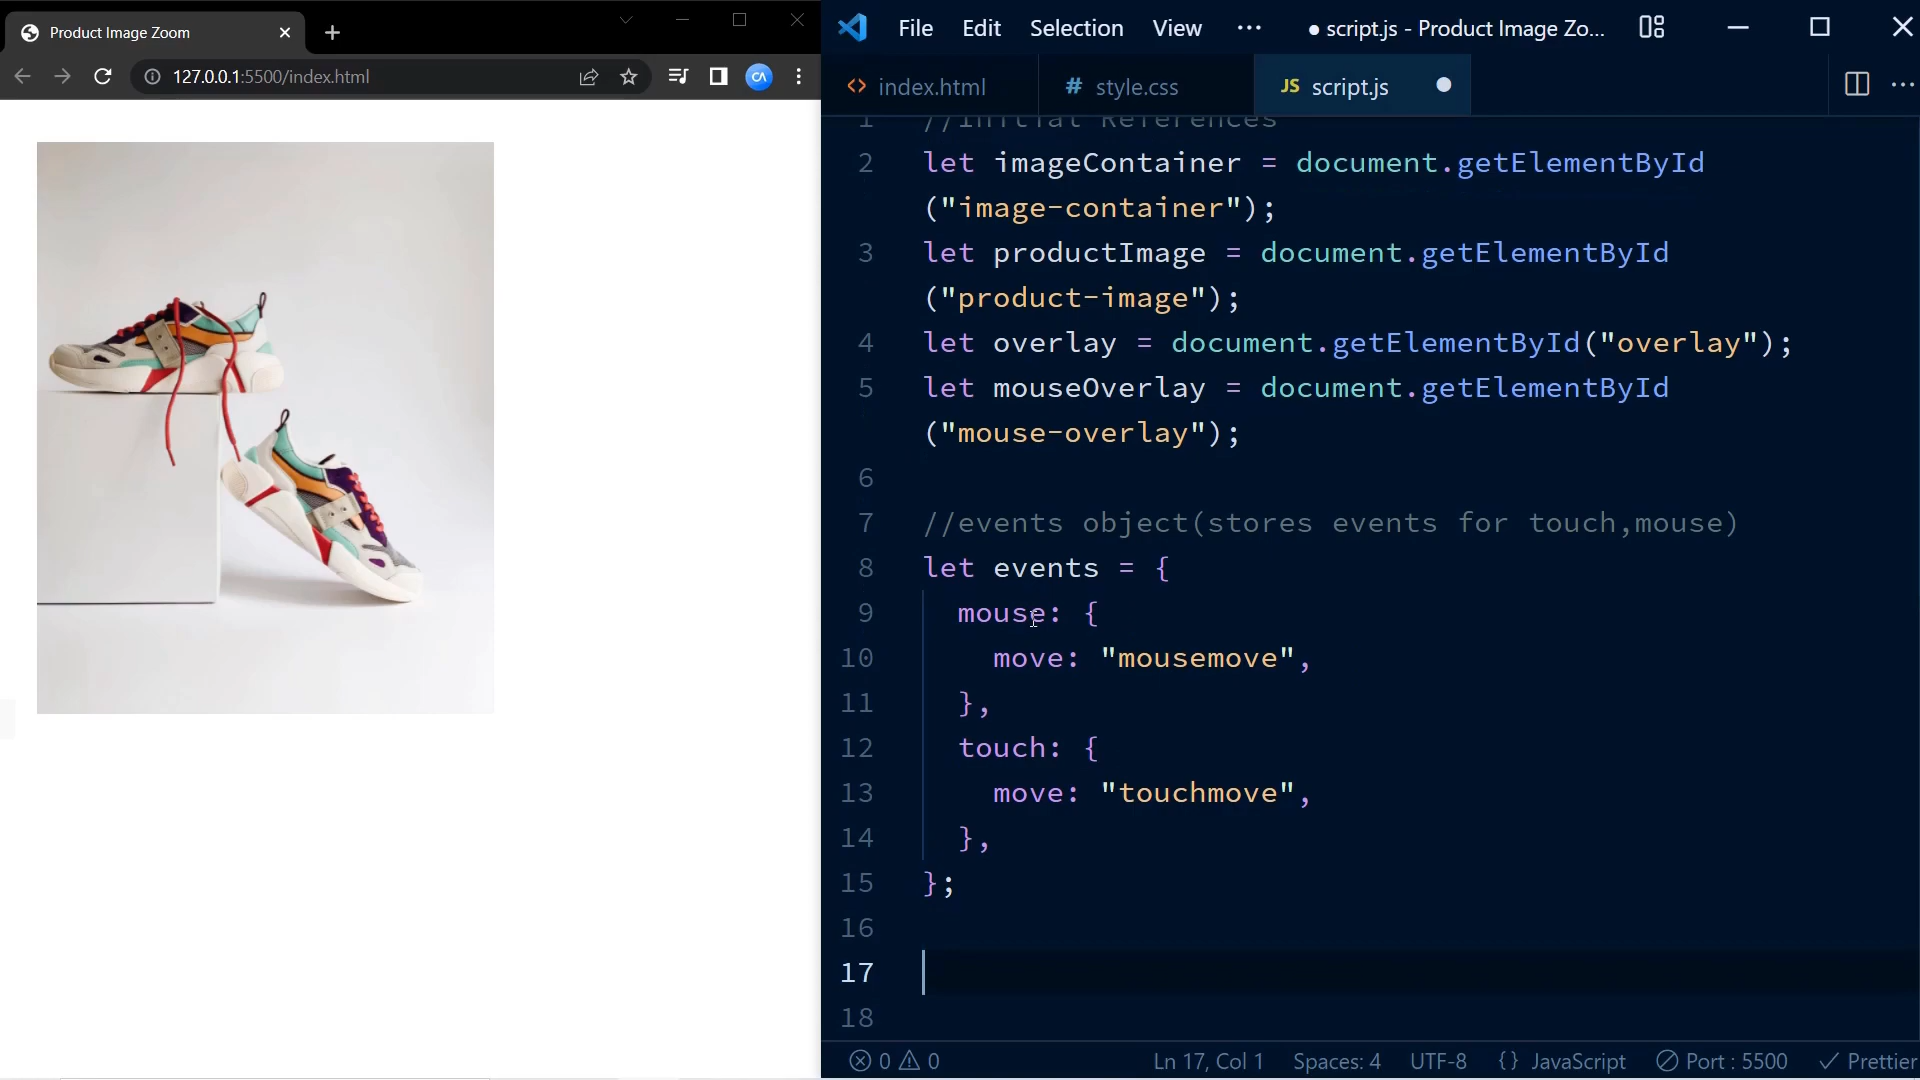 Product Image Zoom
127.0.0.1:5500/index.html
CA
File Edit Selection View ··· ● script.js - Product Image Zo...
<> index.html # style.css JS script.js ●
1 //Initial References
2 let imageContainer = document.getElementById
("image-container");
3 let productImage = document.getElementById
("product-image");
4 let overlay = document.getElementById("overlay");
5 let mouseOverlay = document.getElementById
("mouse-overlay");
6
7 //events object(stores events for touch,mouse)
8 let events = {
9 mouse: {
10 move: "mousemove",
11 },
12 touch: {
13 move: "touchmove",
14 },
15 };
16
17
18
0 0 Ln 17, Col 1 Spaces: 4 UTF-8 {} JavaScript Port : 5500 ✓ Prettier